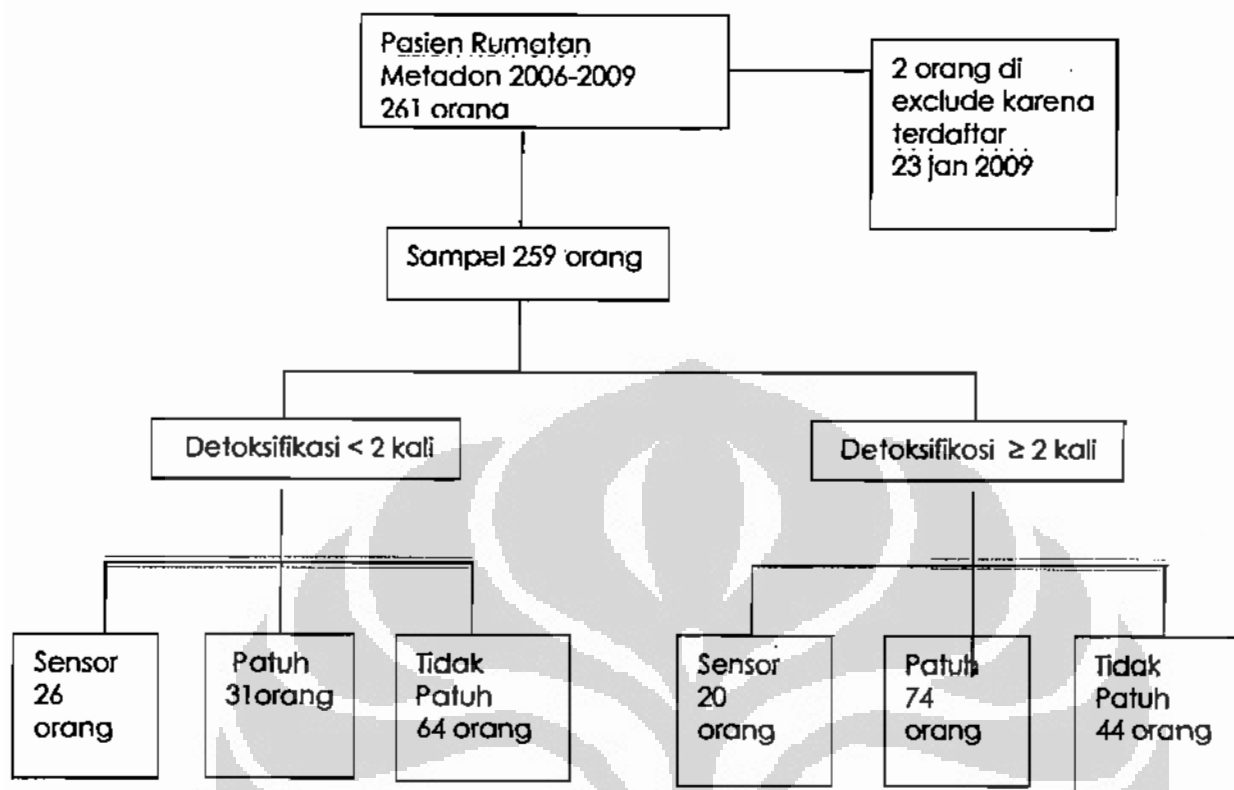 Pasien Rumatan
Metadon 2006-2009
261 orana
2 orang di
exclude karena
terdaftar
23 jan 2009
Sampel 259 orang
Detoksifikasi < 2 kali
Detoksifikosi ≥ 2 kali
Sensor
26
orang
Patuh
31orang
Tidak
Patuh
64 orang
Sensor
20
orang
Patuh
74
orang
Tidak
Patuh
44 orang